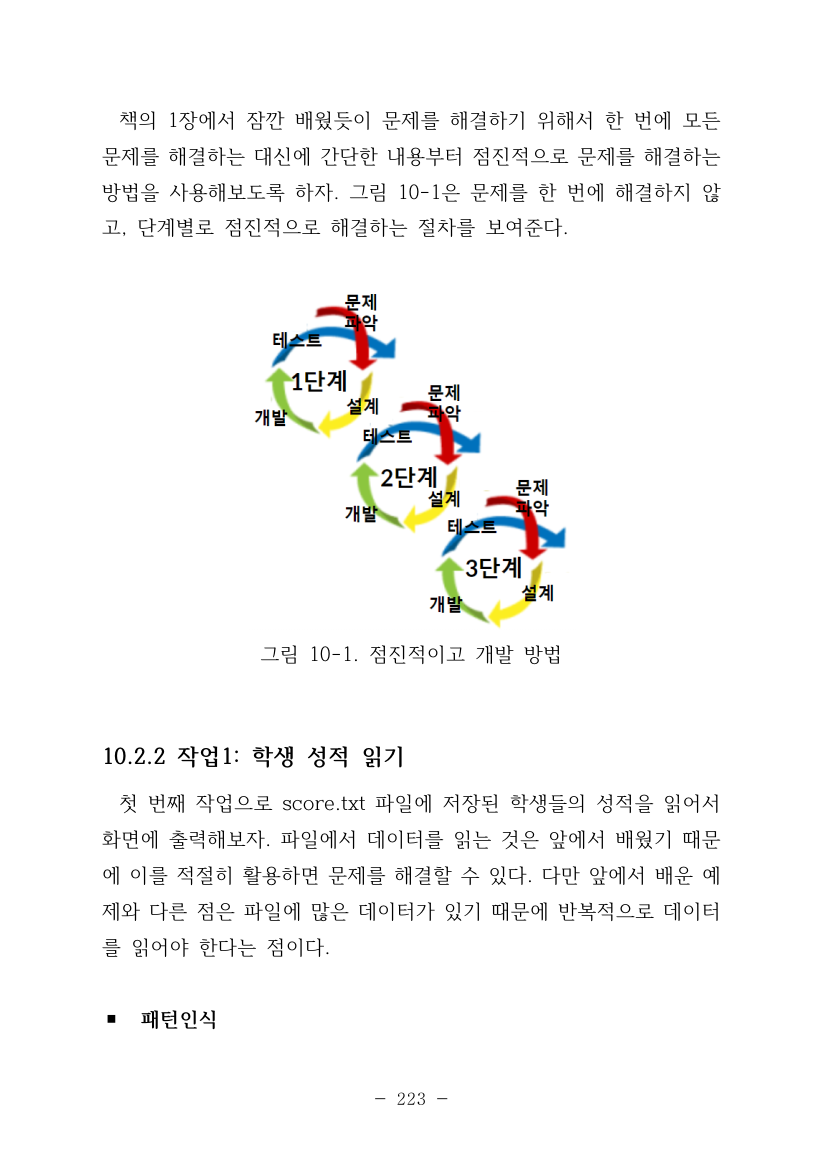 책의 1장에서 잠깐 배웠듯이 문제를 해결하기 위해서 한 번에 모든
문제를 해결하는 대신에 간단한 내용부터 점진적으로 문제를 해결하는
방법을 사용해보도록 하자. 그림 10-1은 문제를 한 번에 해결하지 않
고, 단계별로 점진적으로 해결하는 절차를 보여준다.
문제
파악
테스트
1단계
설계
개발
문제
파악
테스트
2단계
설계
개발
문제
파악
테스트
3단계
설계
개발
그림 10-1. 점진적이고 개발 방법
10.2.2 작업1: 학생 성적 읽기
첫 번째 작업으로 score.txt 파일에 저장된 학생들의 성적을 읽어서
화면에 출력해보자. 파일에서 데이터를 읽는 것은 앞에서 배웠기 때문
에 이를 적절히 활용하면 문제를 해결할 수 있다. 다만 앞에서 배운 예
제와 다른 점은 파일에 많은 데이터가 있기 때문에 반복적으로 데이터
를 읽어야 한다는 점이다.
▪ 패턴인식
- 223 -